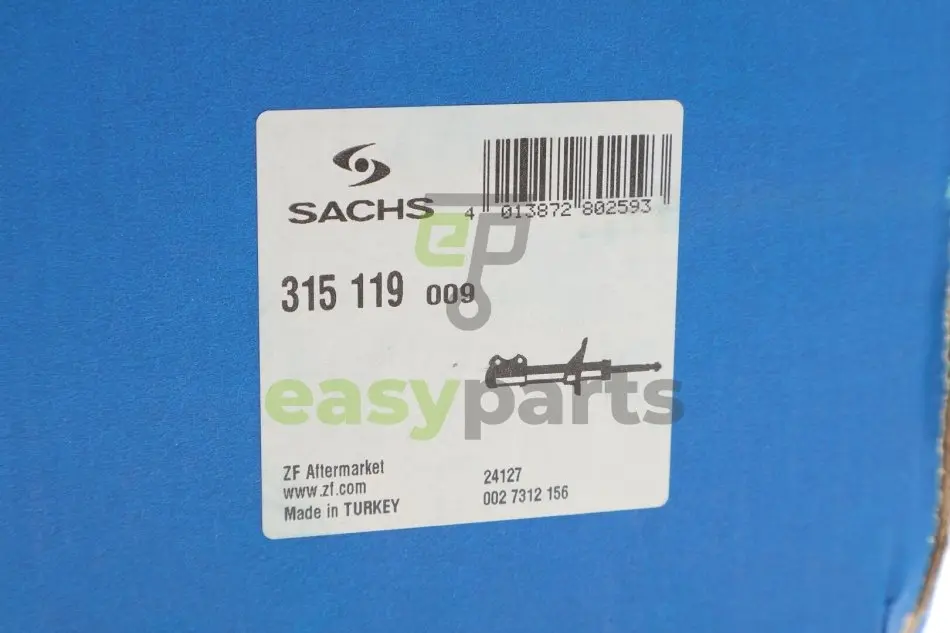 SACHS
4 013872 802593
ep
315 119 009
easyparts
ZF Aftermarket
www.zf.com
Made in TURKEY
24127
002 7312 156